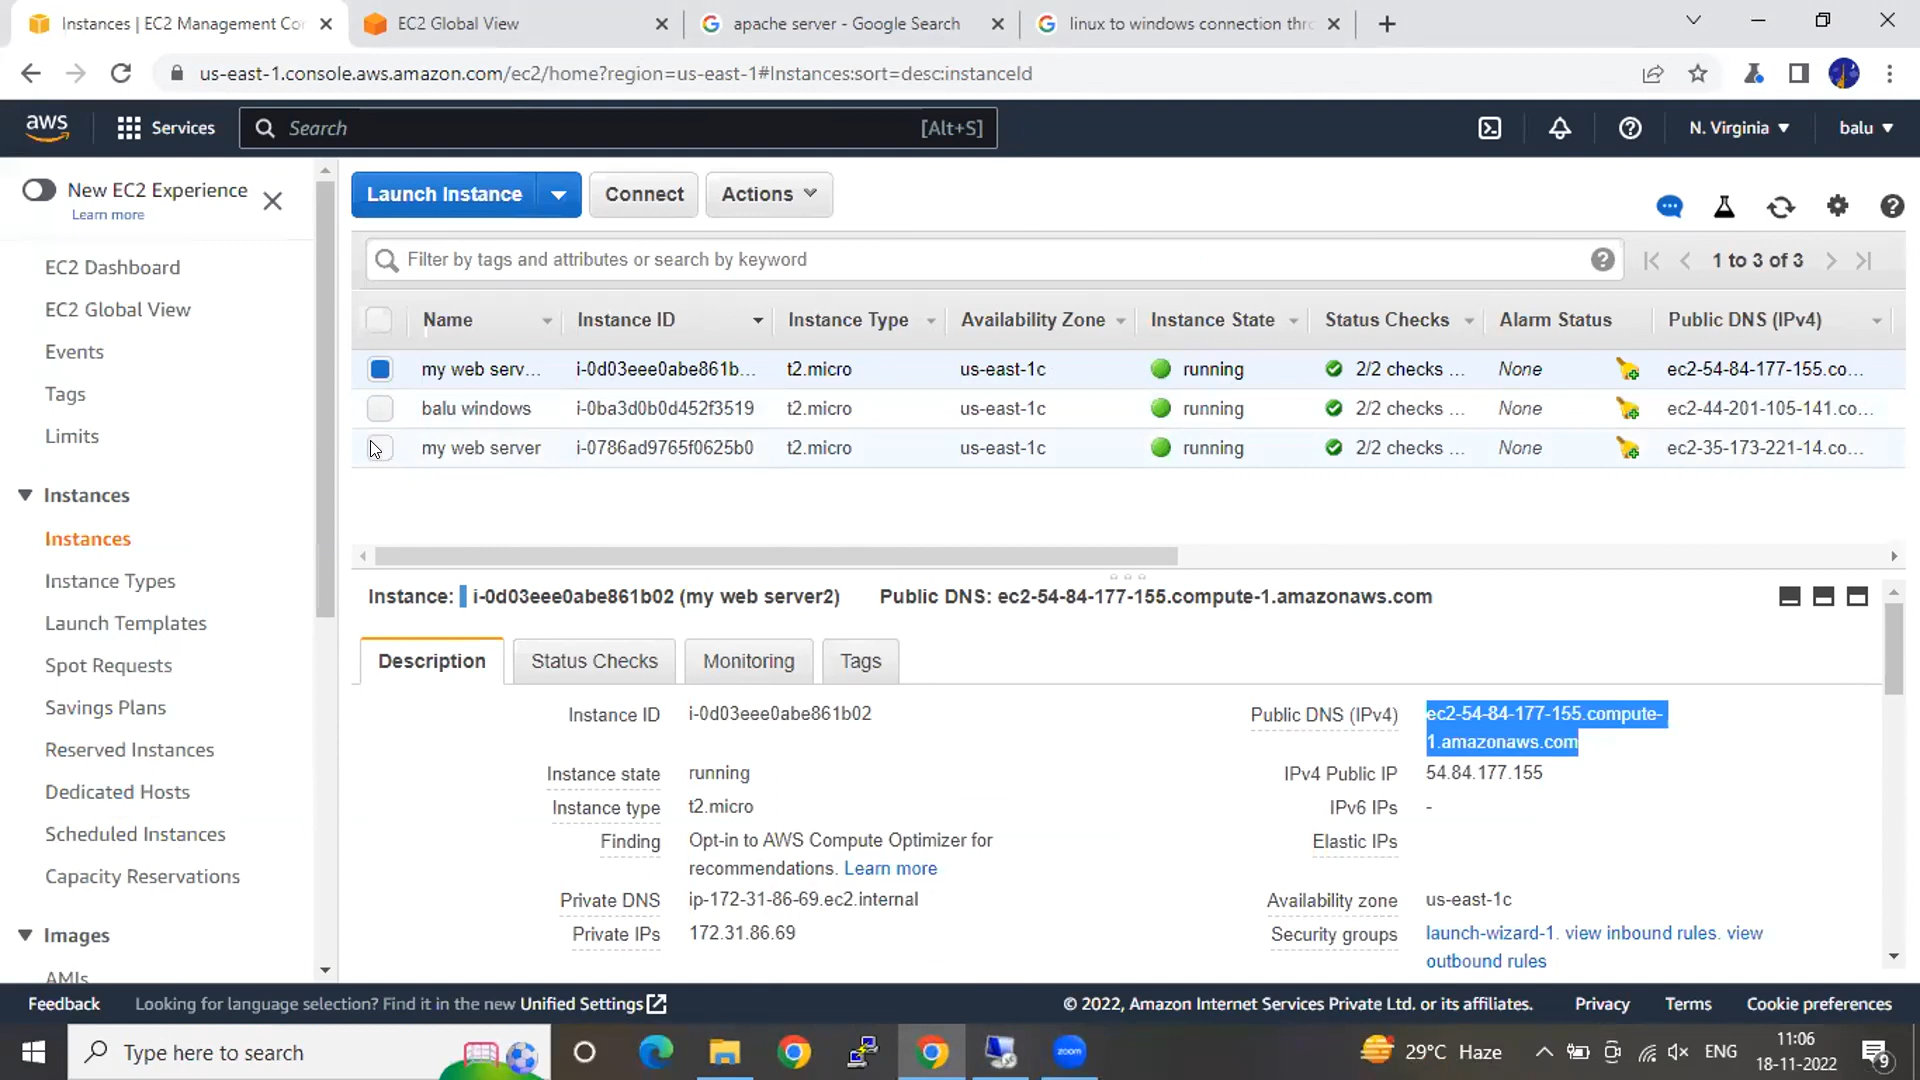 Instances | EC2 Management Co
EC2 Global View
apache server - Google Search
linux to windows connection thr
us-east-1.console.aws.amazon.com/ec2/home?region=us-east-1#Instances:sort=desc:instanceId
aws
Services
Search
[Alt+S]
N. Virginia
balu
New EC2 Experience
Learn more
EC2 Dashboard
EC2 Global View
Events
Tags
Limits
Instances
Instances
Instance Types
Launch Templates
Spot Requests
Savings Plans
Reserved Instances
Dedicated Hosts
Scheduled Instances
Capacity Reservations
Images
AMIs
Launch Instance
Connect
Actions
Filter by tags and attributes or search by keyword
1 to 3 of 3
Name Instance ID Instance Type Availability Zone Instance State Status Checks Alarm Status Public DNS (IPv4)
my web serv... i-0d03eee0abe861b... t2.micro us-east-1c running 2/2 checks ... None ec2-54-84-177-155.co...
balu windows i-0ba3d0b0d452f3519 t2.micro us-east-1c running 2/2 checks ... None ec2-44-201-105-141.co...
my web server i-0786ad9765f0625b0 t2.micro us-east-1c running 2/2 checks ... None ec2-35-173-221-14.co...
Instance: i-0d03eee0abe861b02 (my web server2) Public DNS: ec2-54-84-177-155.compute-1.amazonaws.com
Description
Status Checks
Monitoring
Tags
Instance ID i-0d03eee0abe861b02
Instance state running
Instance type t2.micro
Finding Opt-in to AWS Compute Optimizer for
recommendations. Learn more
Private DNS ip-172-31-86-69.ec2.internal
Private IPs 172.31.86.69
Public DNS (IPv4) ec2-54-84-177-155.compute-
1.amazonaws.com
IPv4 Public IP 54.84.177.155
IPv6 IPs -
Elastic IPs
Availability zone us-east-1c
Security groups launch-wizard-1. view inbound rules. view
outbound rules
Feedback
Looking for language selection? Find it in the new Unified Settings
© 2022, Amazon Internet Services Private Ltd. or its affiliates.
Privacy
Terms
Cookie preferences
Type here to search
zoom
29°C Haze
ENG
11:06
18-11-2022
9